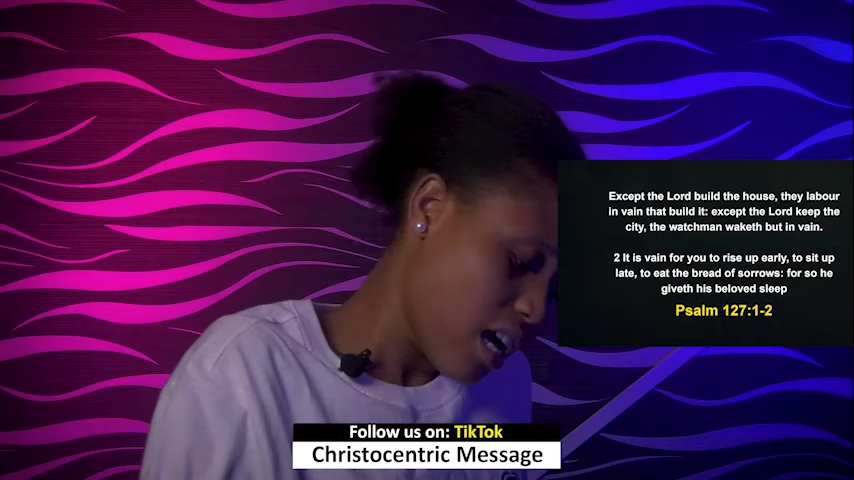 Except the Lord build the house, they labour
in vain that build it: except the Lord keep the
city, the watchman waketh but in vain.
2 It is vain for you to rise up early, to sit up
late, to eat the bread of sorrows: for so he
giveth his beloved sleep
Psalm 127:1-2
Follow us on: TikTok
Christocentric Message